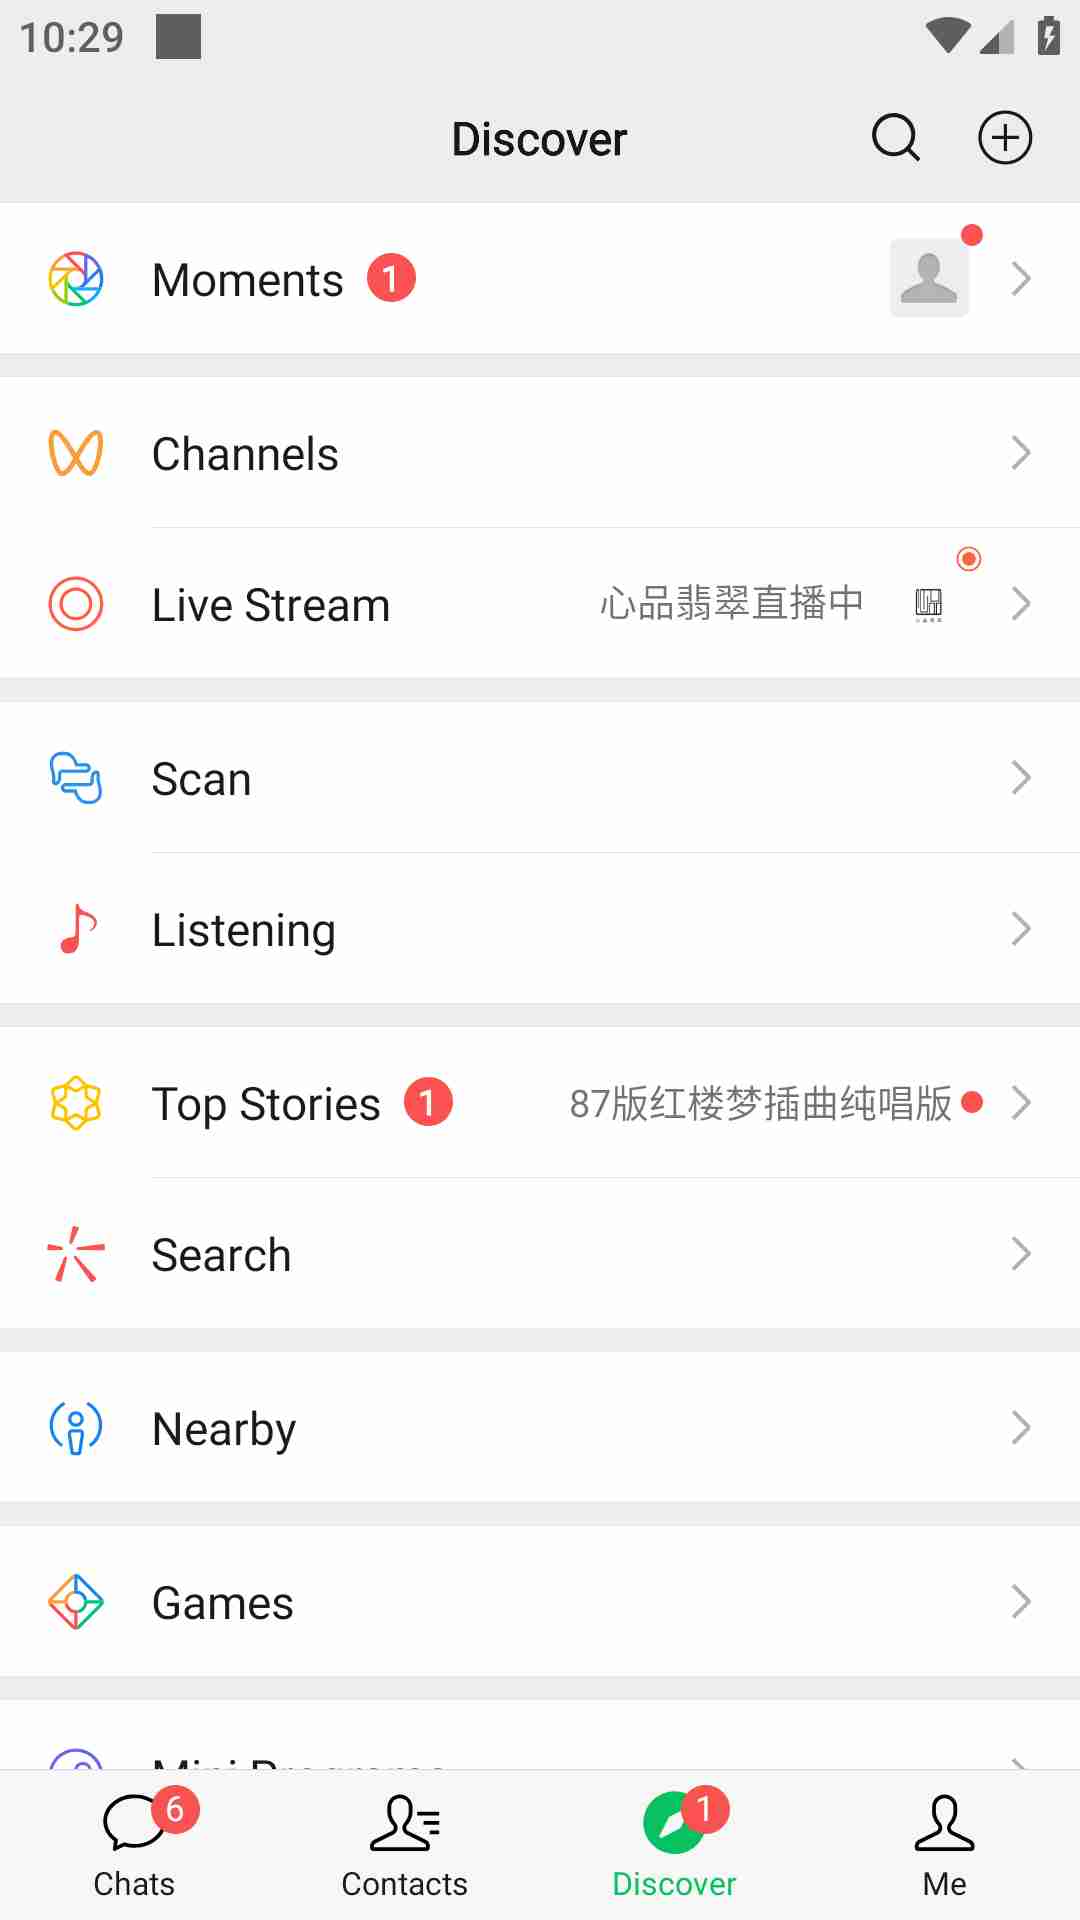 10:29
Discover
Moments 1
Channels
Live Stream 心品翡翠直播中
Scan
Listening
Top Stories 1 87版红楼梦插曲纯唱版
Search
Nearby
Games
Mini Programs
6 1
Chats Contacts Discover Me